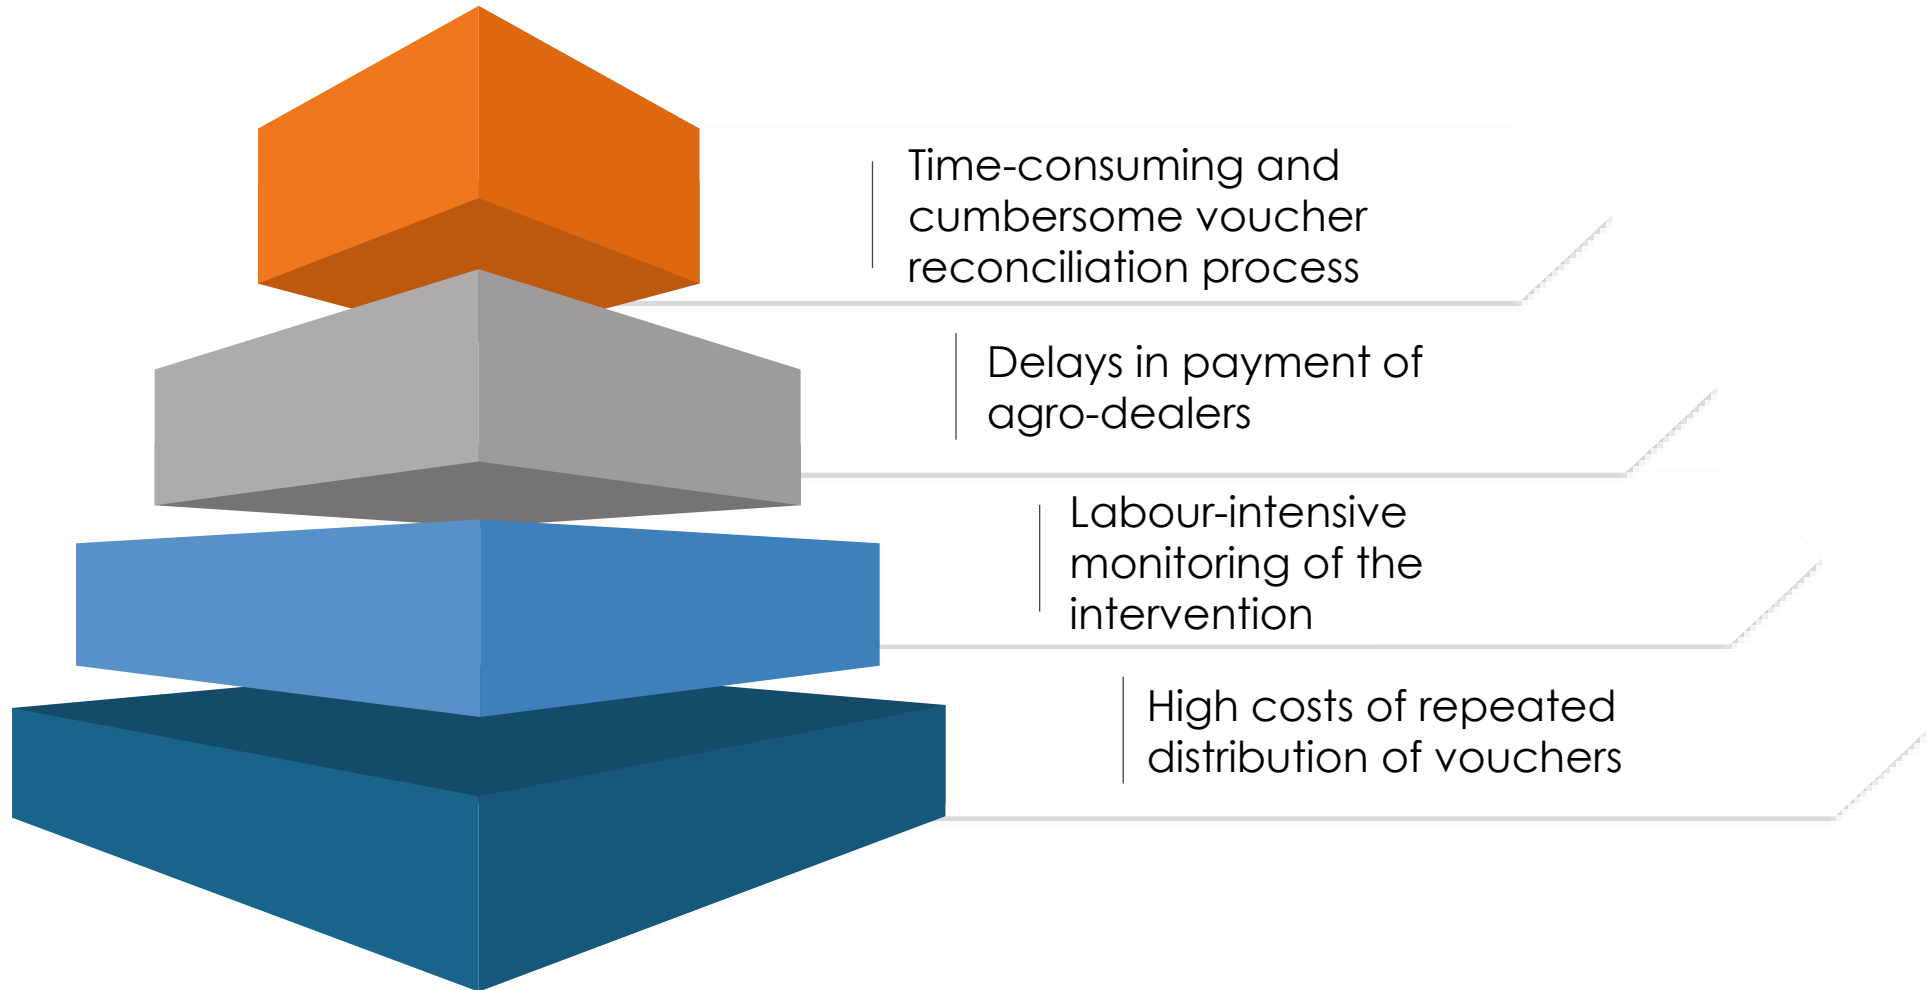 Time-consuming and
cumbersome voucher
reconciliation process
Delays in payment of
agro-dealers
Labour-intensive
monitoring of the
intervention
High costs of repeated
distribution of vouchers